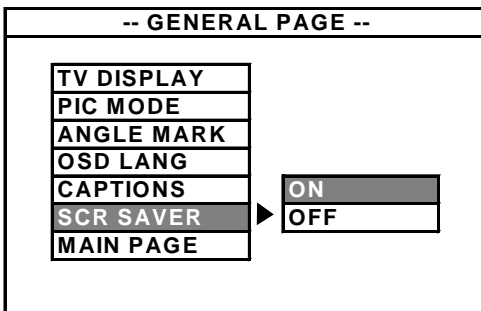 -- GENERAL PAGE --
TV DISPLAY
PIC MODE
ANGLE MARK
OSD LANG
CAPTIONS
SCR SAVER
MAIN PAGE
ON
OFF